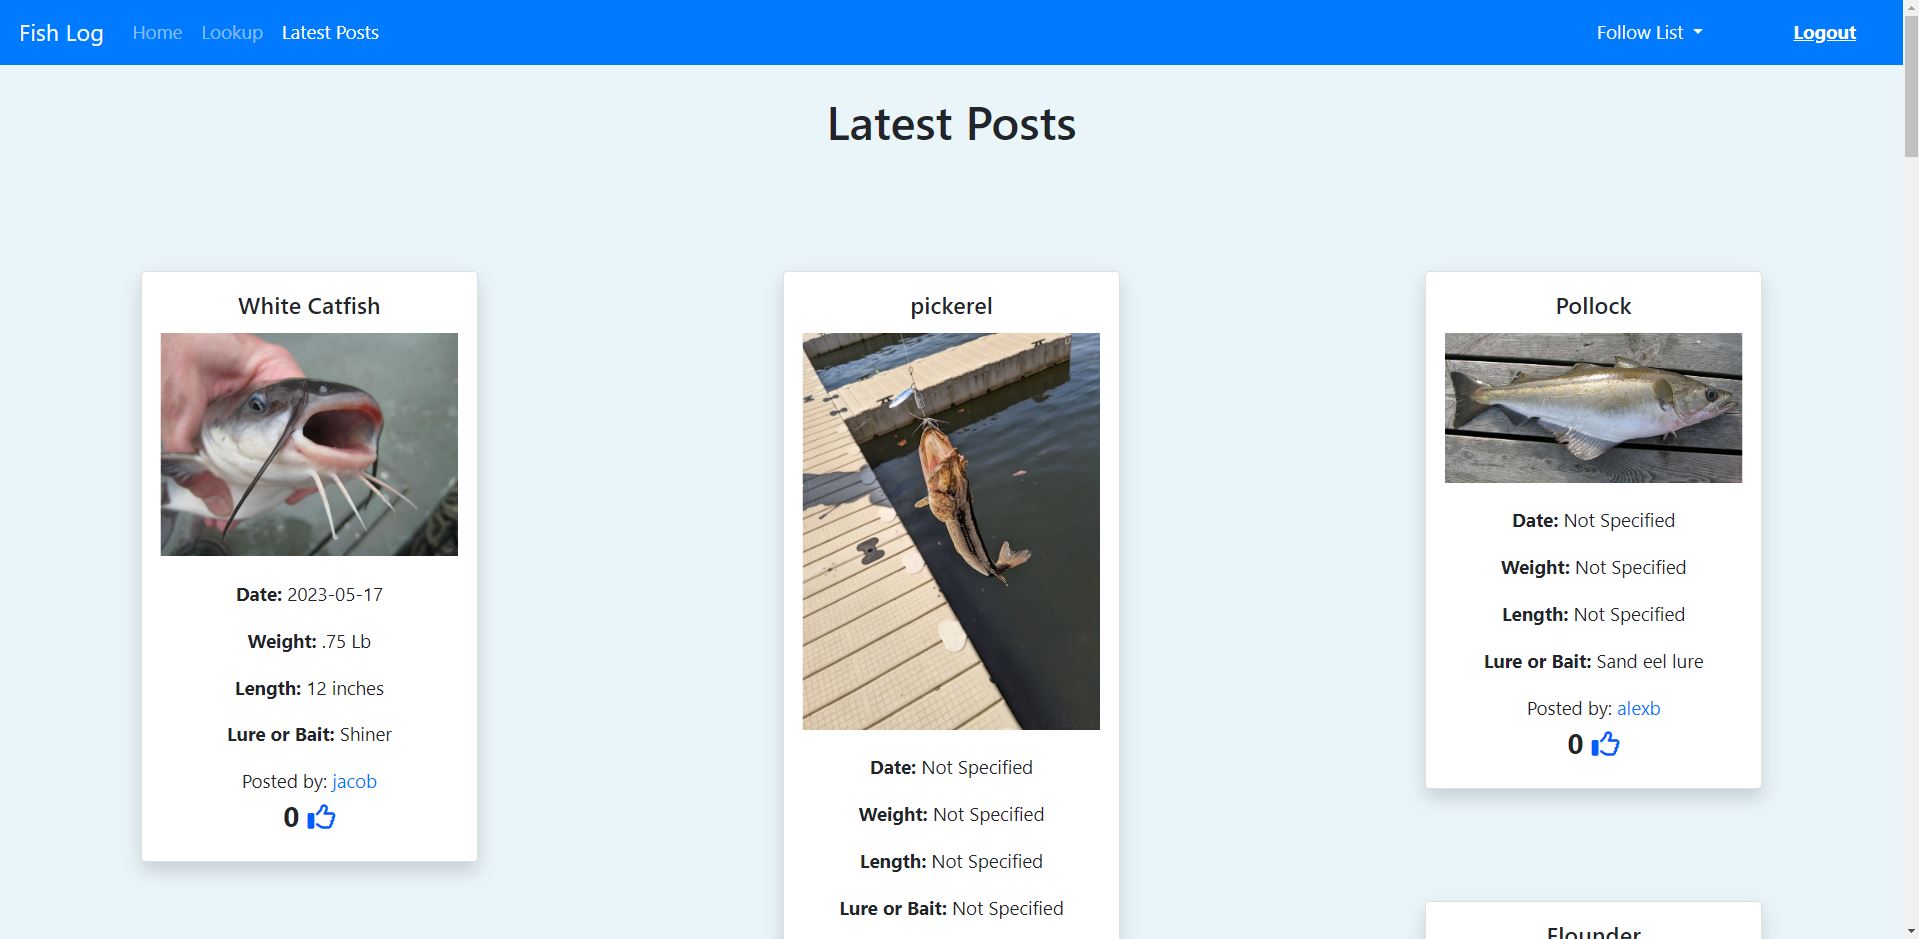 Fish Log Home Lookup Latest Posts Follow List Logout
Latest Posts
White Catfish
Date: 2023-05-17
Weight: .75 Lb
Length: 12 inches
Lure or Bait: Shiner
Posted by: jacob
0
pickerel
Date: Not Specified
Weight: Not Specified
Length: Not Specified
Lure or Bait: Not Specified
Pollock
Date: Not Specified
Weight: Not Specified
Length: Not Specified
Lure or Bait: Sand eel lure
Posted by: alexb
0
Flounder